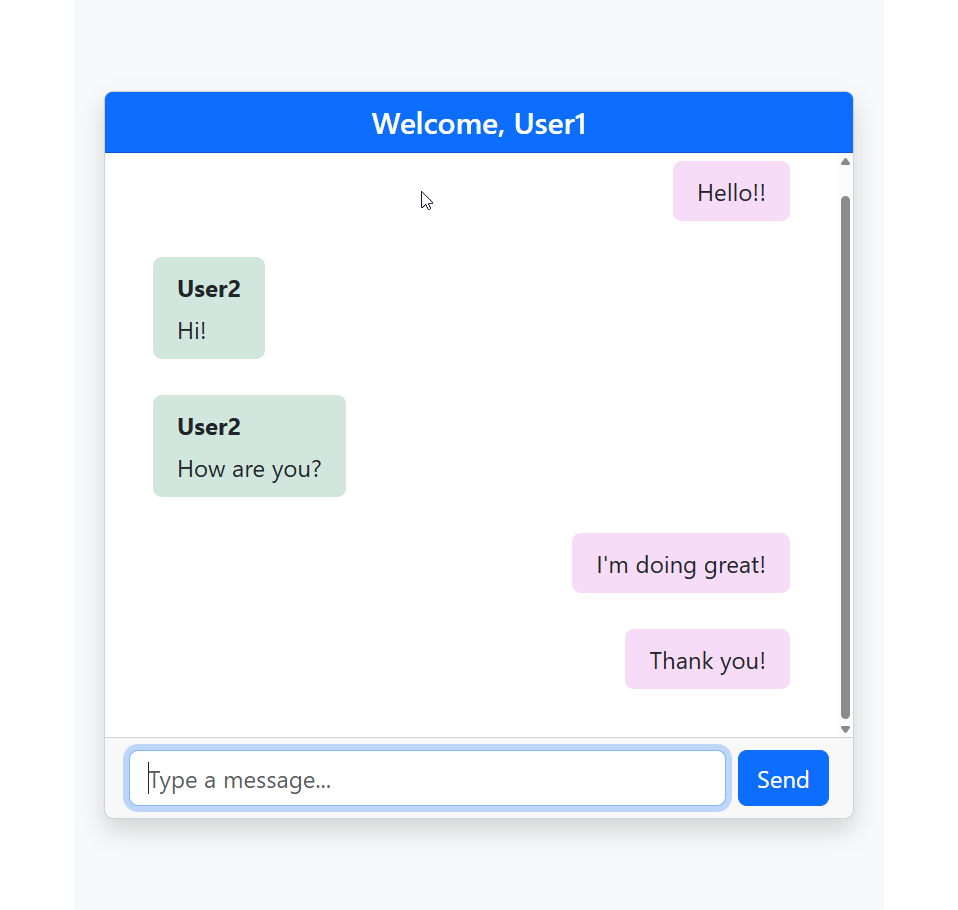 Welcome, User1
Hello!!
User2
Hi!
User2
How are you?
I'm doing great!
Thank you!
Type a message...
Send